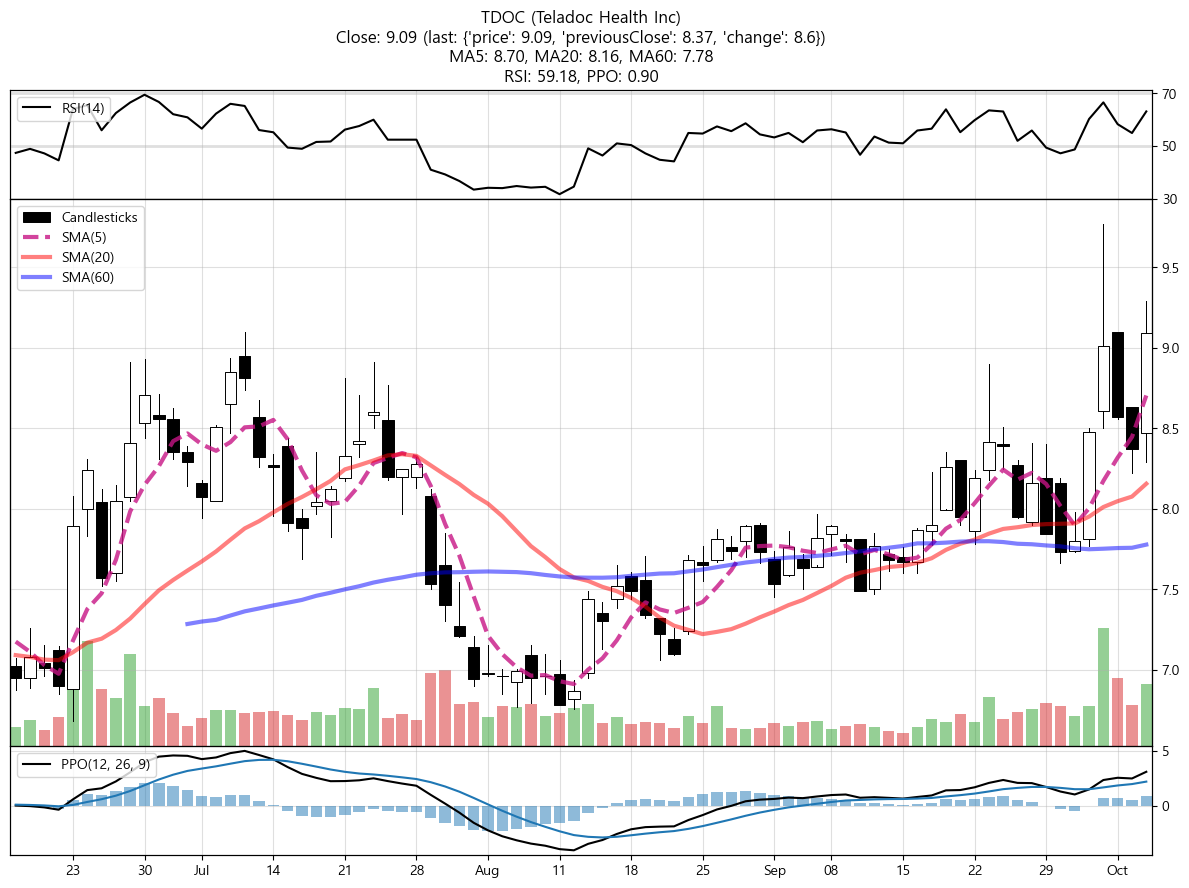 TDOC (Teladoc Health Inc)
Close: 9.09 (last: {'price': 9.09, 'previousClose': 8.37, 'change': 8.6})
MA5: 8.70, MA20: 8.16, MA60: 7.78
RSI: 59.18, PPO: 0.90
RSI(14)
70
50
30
Candlesticks
SMA(5)
SMA(20)
SMA(60)
9.5
9.0
8.5
8.0
7.5
7.0
PPO(12, 26, 9)
5
0
23 30 Jul 14 21 28 Aug 11 18 25 Sep 08 15 22 29 Oct